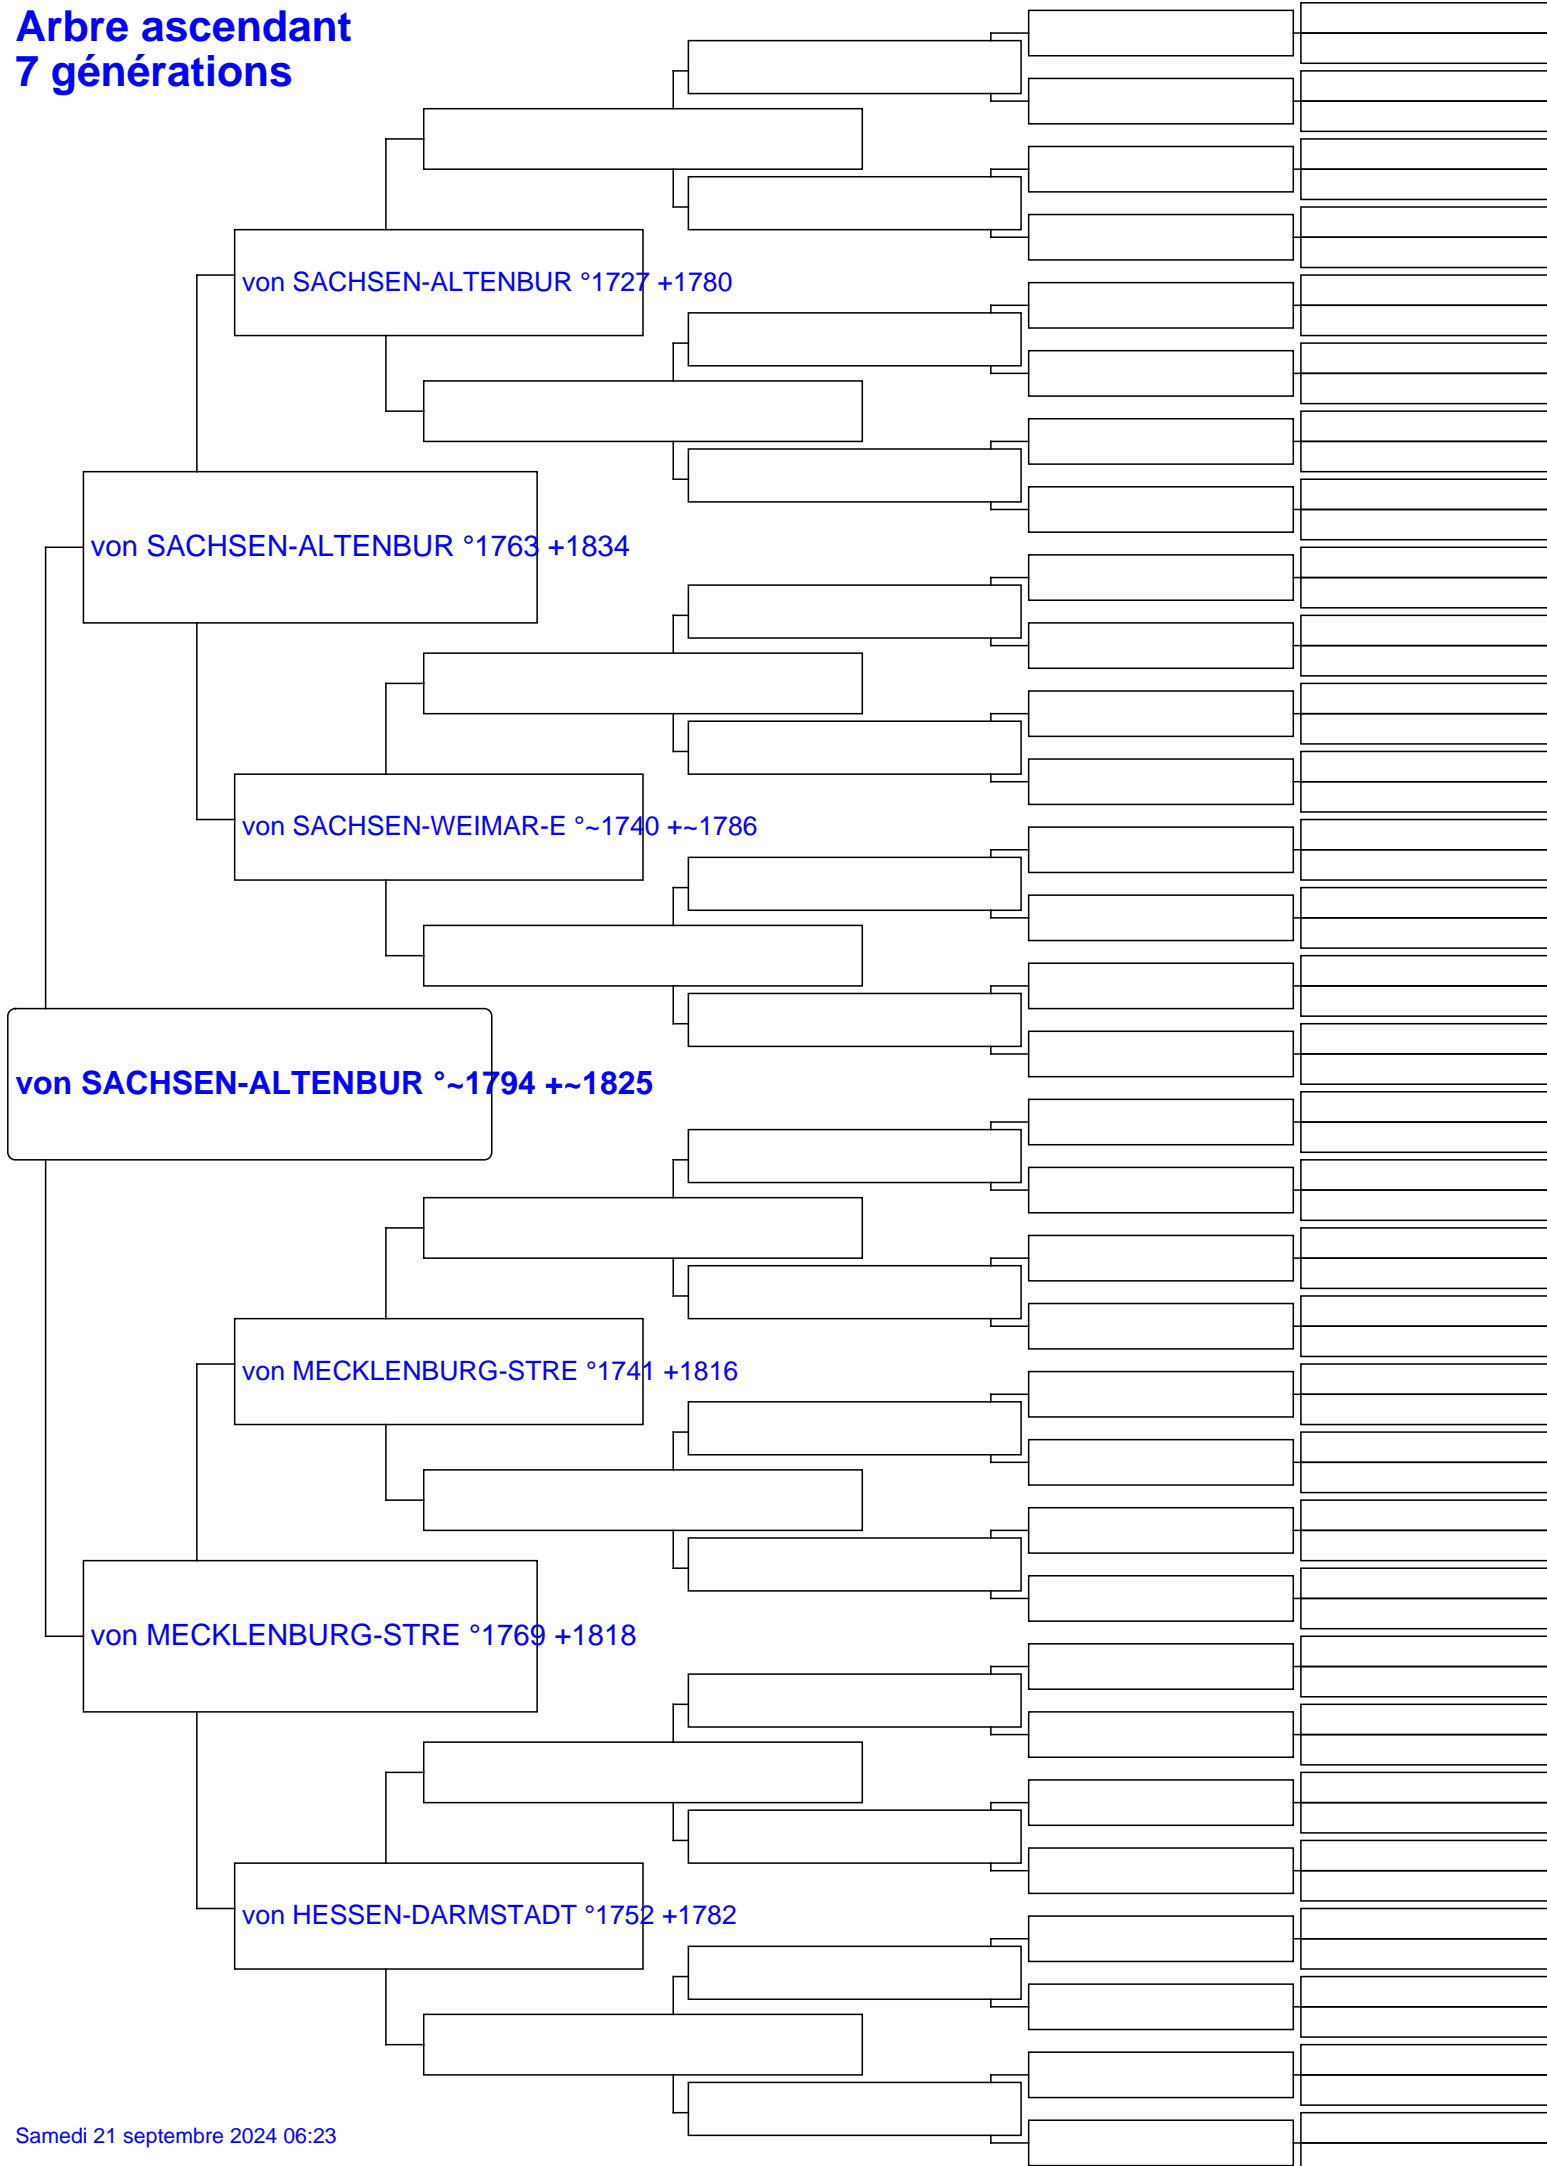 Arbre ascendant
7 générations
von SACHSEN-ALTENBUR °1727 +1780
von SACHSEN-ALTENBUR °1763 +1834
von SACHSEN-WEIMAR-E °~1740 +~1786
von SACHSEN-ALTENBUR °~1794 +~1825
von MECKLENBURG-STRE °1741 +1816
von MECKLENBURG-STRE °1769 +1818
von HESSEN-DARMSTADT °1752 +1782
Samedi 21 septembre 2024 06:23